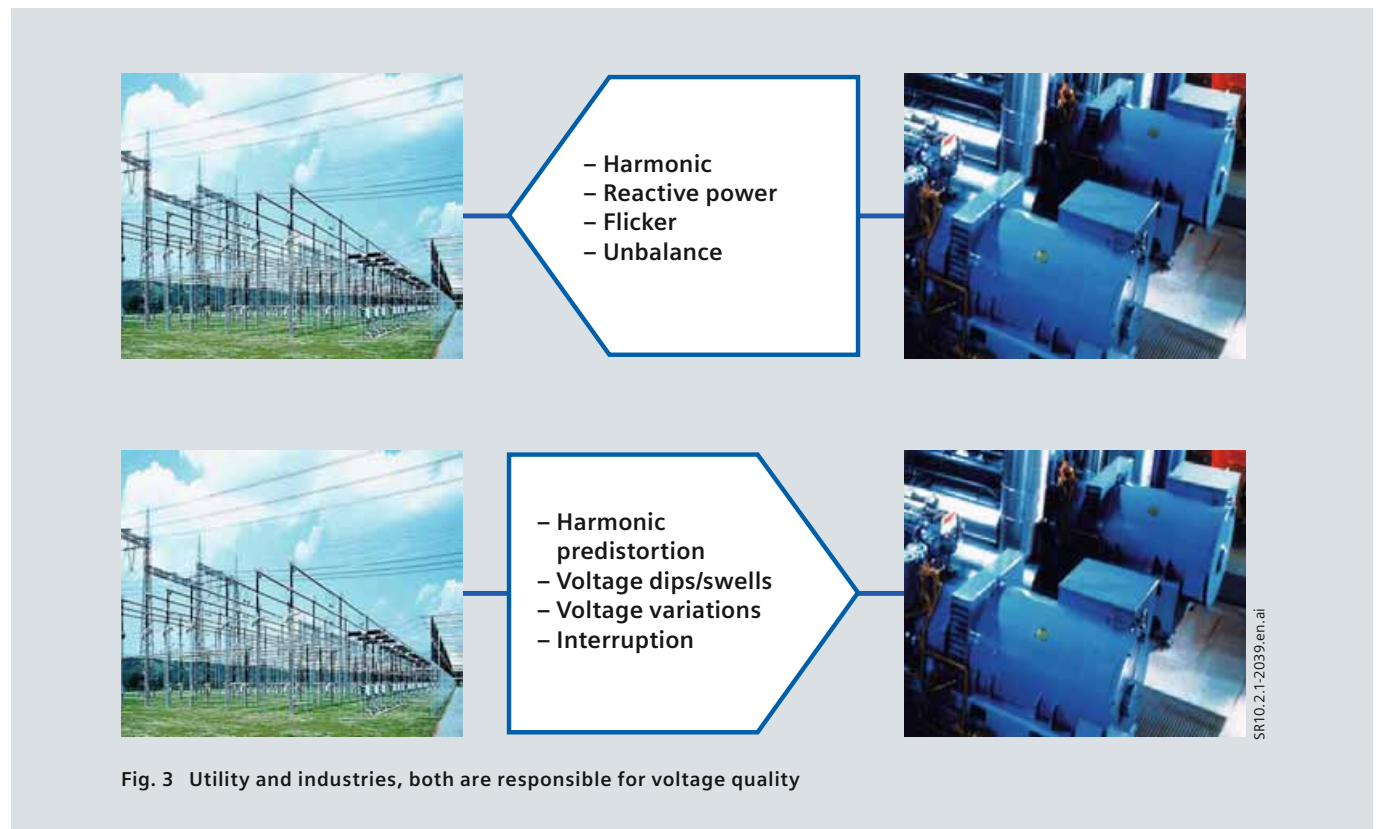 – Harmonic
– Reactive power
– Flicker
– Unbalance
– Harmonic
predistortion
– Voltage dips/swells
– Voltage variations
– Interruption
SR10.2.1-2039.en.ai
Fig. 3 Utility and industries, both are responsible for voltage quality